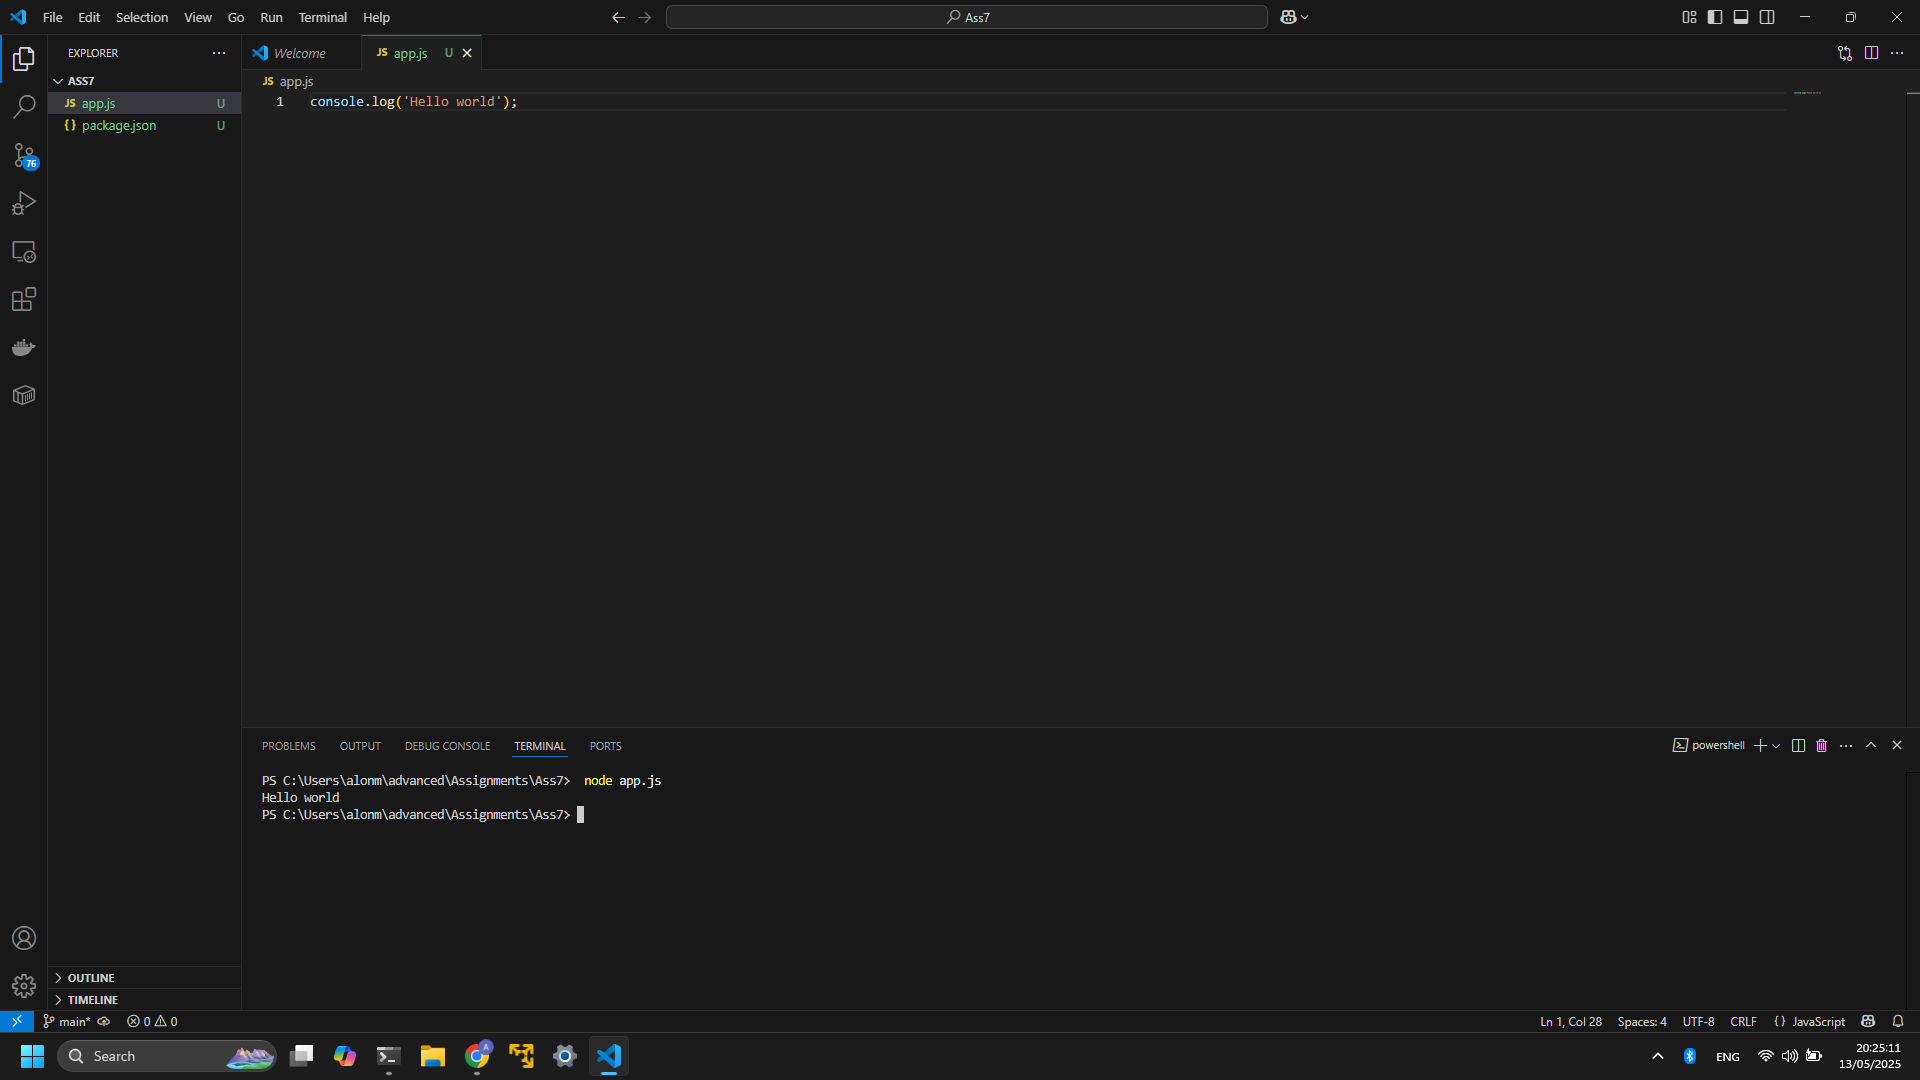 File Edit Selection View Go Run Terminal Help
Ass7
EXPLORER
Welcome
JS app.js U
ASS7
JS app.js
JS app.js U
{} package.json U
1 console.log('Hello world');
76
PROBLEMS OUTPUT DEBUG CONSOLE TERMINAL PORTS
powershell
PS C:\Users\alonm\advanced\Assignments\Ass7> node app.js
Hello world
PS C:\Users\alonm\advanced\Assignments\Ass7>
OUTLINE
TIMELINE
main* 0 0
Ln 1, Col 28 Spaces: 4 UTF-8 CRLF {} JavaScript
Search
A
ENG
20:25:11
13/05/2025